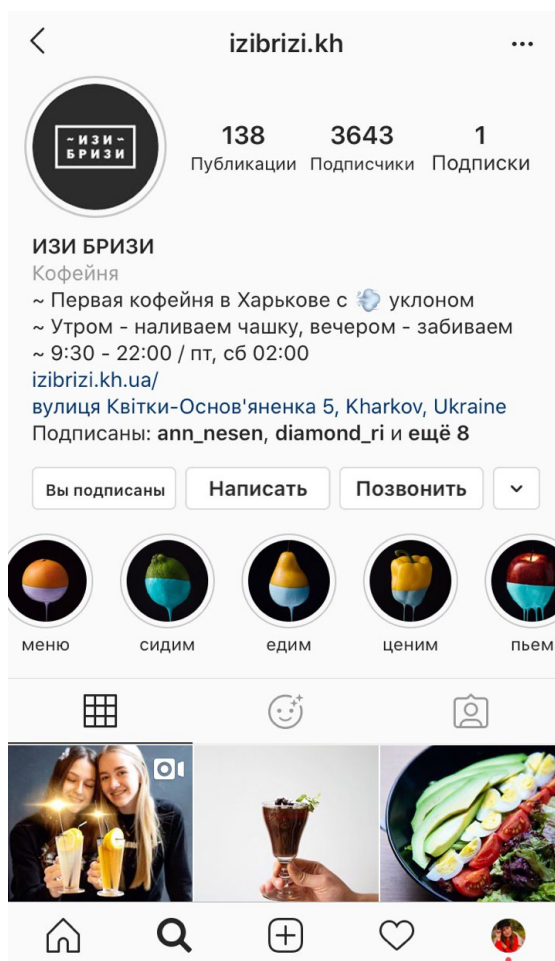 izibrizi.kh
~ИЗИ~
БРИЗИ
138 3643 1
Публикации Подписчики Подписки
ИЗИ БРИЗИ
Кофейня
~ Первая кофейня в Харькове с 💨 уклоном
~ Утром - наливаем чашку, вечером - забиваем
~ 9:30 - 22:00 / пт, сб 02:00
izibrizi.kh.ua/
вулиця Квітки-Основ'яненка 5, Kharkov, Ukraine
Подписаны: ann_nesen, diamond_ri и ещё 8
Вы подписаны Написать Позвонить
меню сидим едим ценим пьем